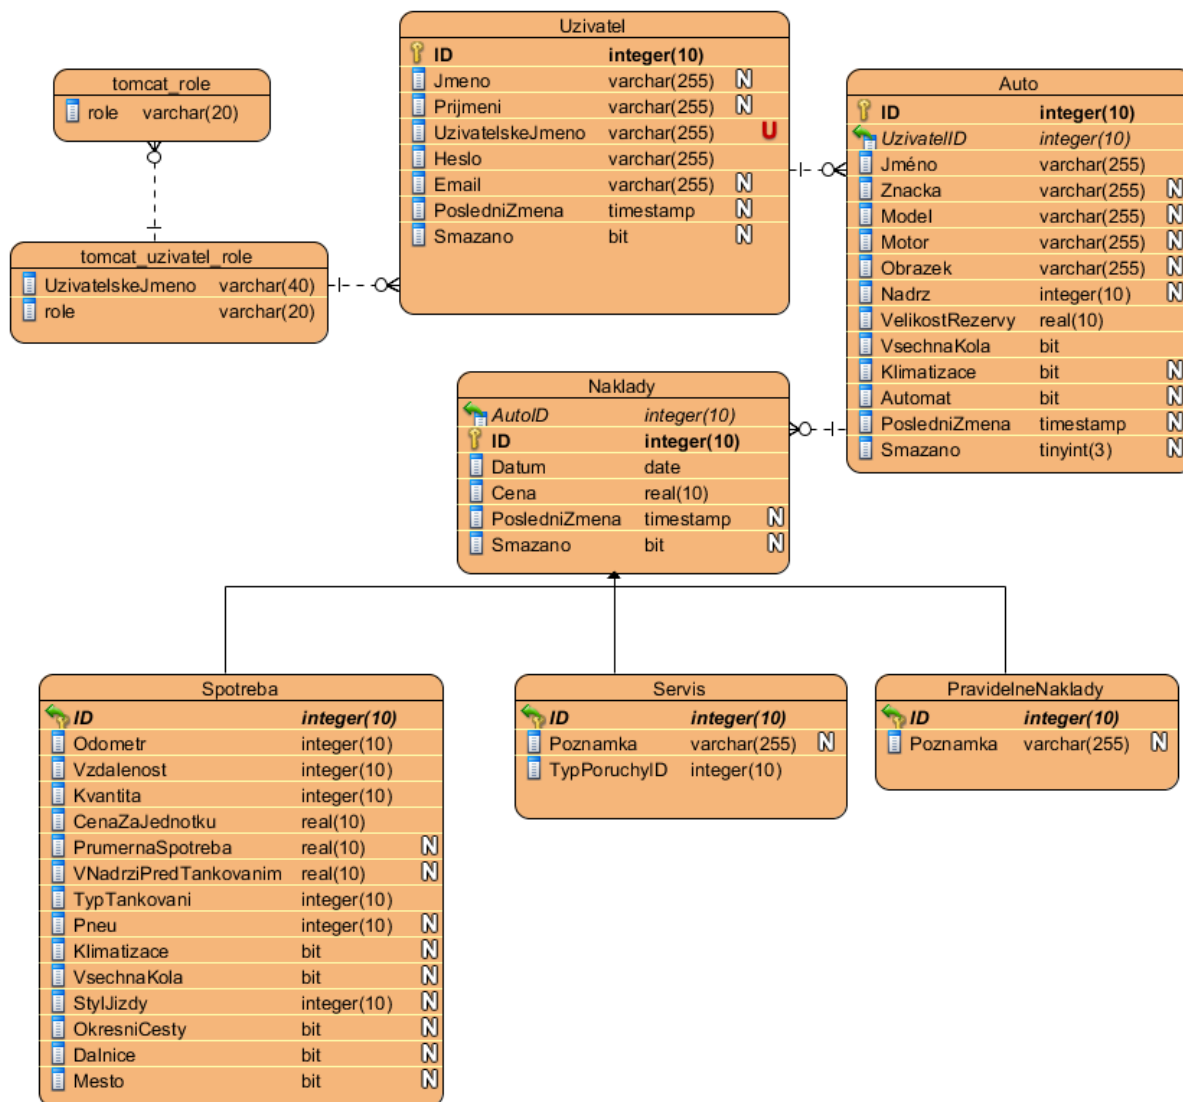 Uzivatel
ID integer(10)
Jmeno varchar(255) N
Prijmeni varchar(255) N
UzivatelskeJmeno varchar(255) U
Heslo varchar(255)
Email varchar(255) N
PosledniZmena timestamp N
Smazano bit N
tomcat_role
role varchar(20)
tomcat_uzivatel_role
UzivatelskeJmeno varchar(40)
role varchar(20)
Auto
ID integer(10)
UzivatelID integer(10)
Jméno varchar(255)
Znacka varchar(255) N
Model varchar(255) N
Motor varchar(255) N
Obrazek varchar(255) N
Nadrz integer(10) N
VelikostRezervy real(10)
VsechnaKola bit
Klimatizace bit N
Automat bit N
PosledniZmena timestamp N
Smazano tinyint(3) N
Naklady
AutoID integer(10)
ID integer(10)
Datum date
Cena real(10)
PosledniZmena timestamp N
Smazano bit N
Spotreba
ID integer(10)
Odometr integer(10)
Vzdalenost integer(10)
Kvantita integer(10)
CenaZaJednotku real(10)
PrumernaSpotreba real(10) N
VNadrziPredTankovanim real(10) N
TypTankovani integer(10)
Pneu integer(10) N
Klimatizace bit N
VsechnaKola bit N
StylJizdy integer(10) N
OkresniCesty bit N
Dalnice bit N
Mesto bit N
Servis
ID integer(10)
Poznamka varchar(255) N
TypPoruchyID integer(10)
PravidelneNaklady
ID integer(10)
Poznamka varchar(255) N